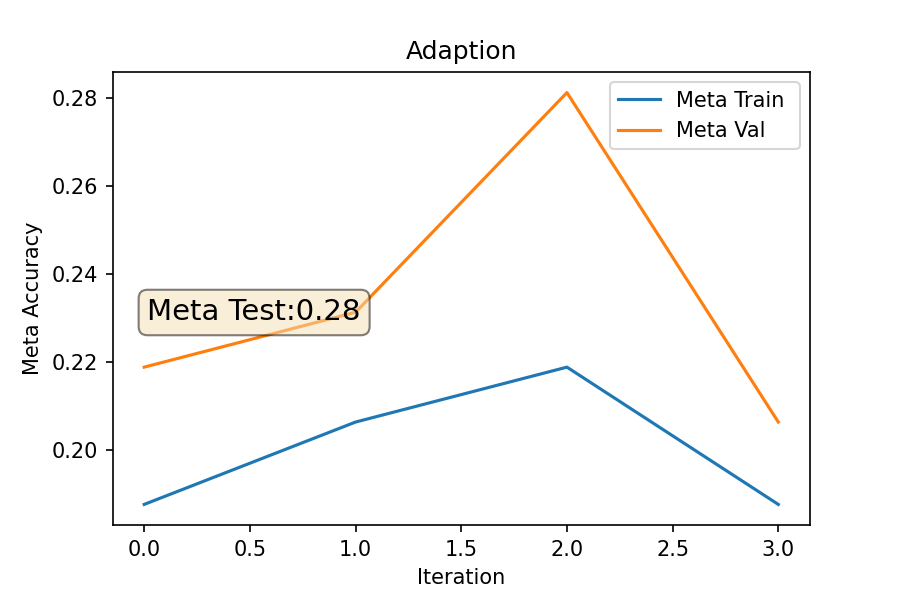 Adaption
Meta Train
Meta Val
0.28
0.26
0.24
0.22
0.20
Meta Accuracy
Meta Test:0.28
0.0 0.5 1.0 1.5 2.0 2.5 3.0
Iteration